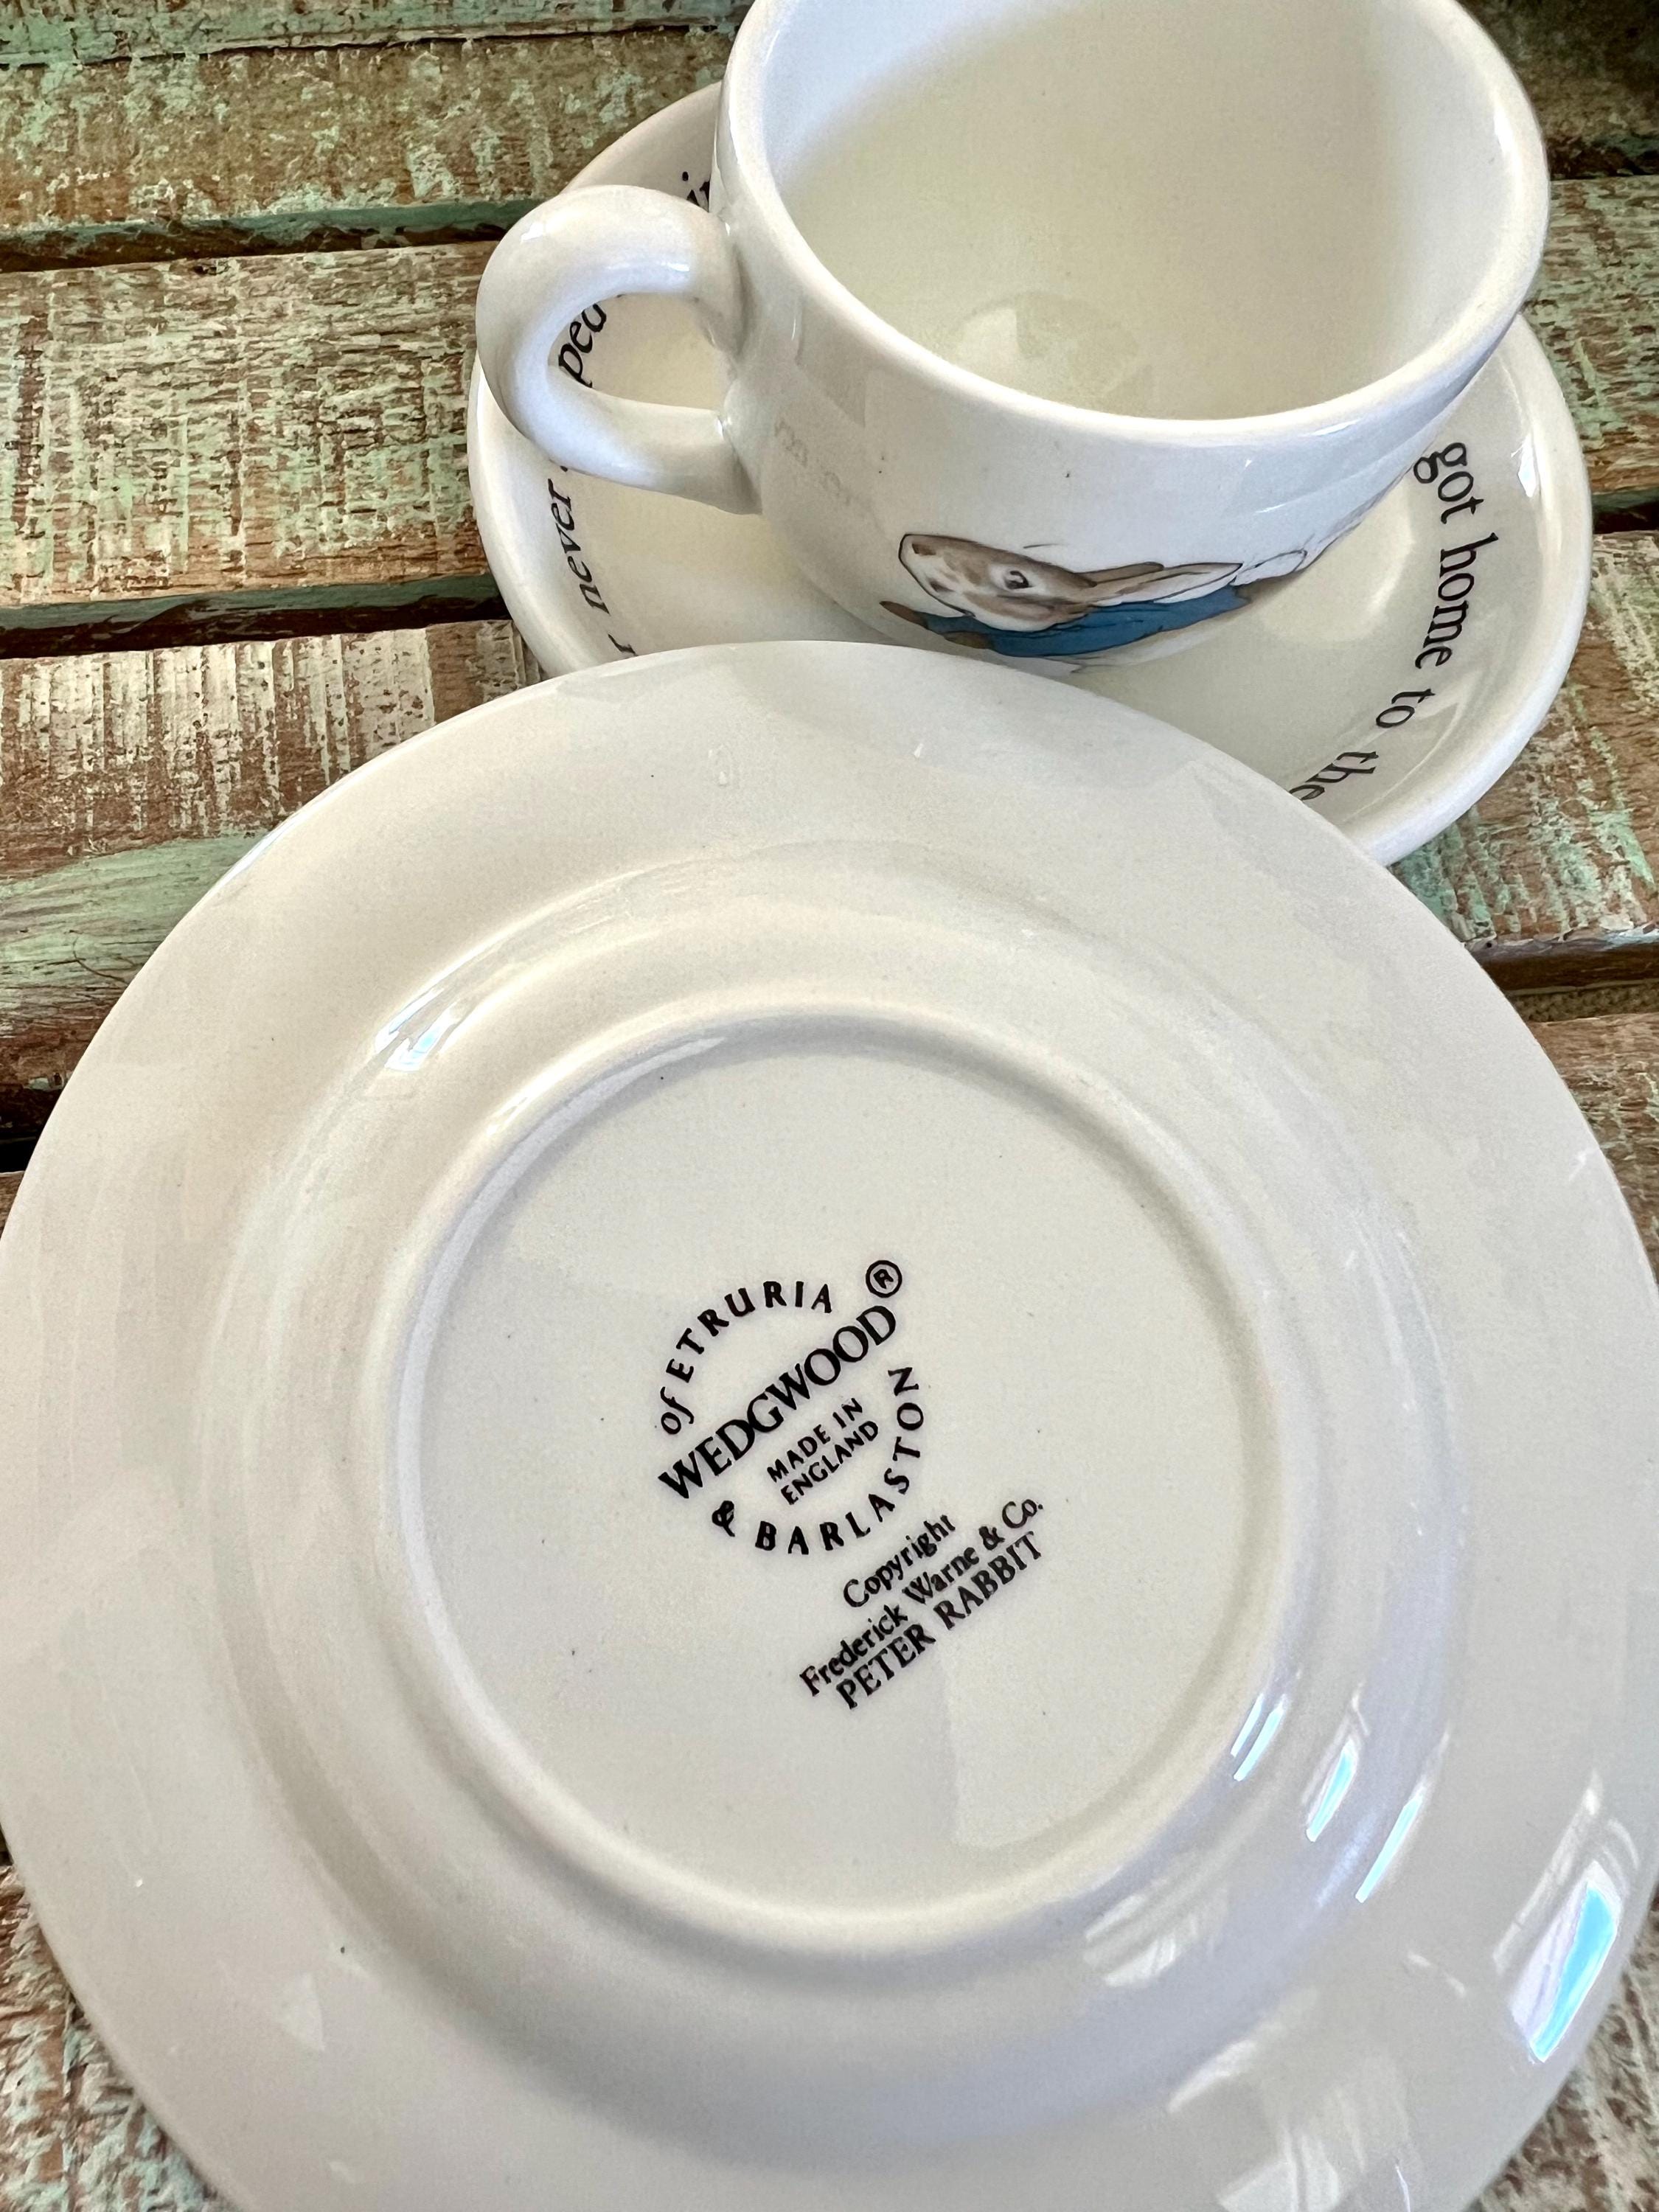 never
got home to the
of ETRURIA
WEDGWOOD®
MADE IN
ENGLAND
& BARLASTON
Copyright
Frederick Warne & Co.
PETER RABBIT